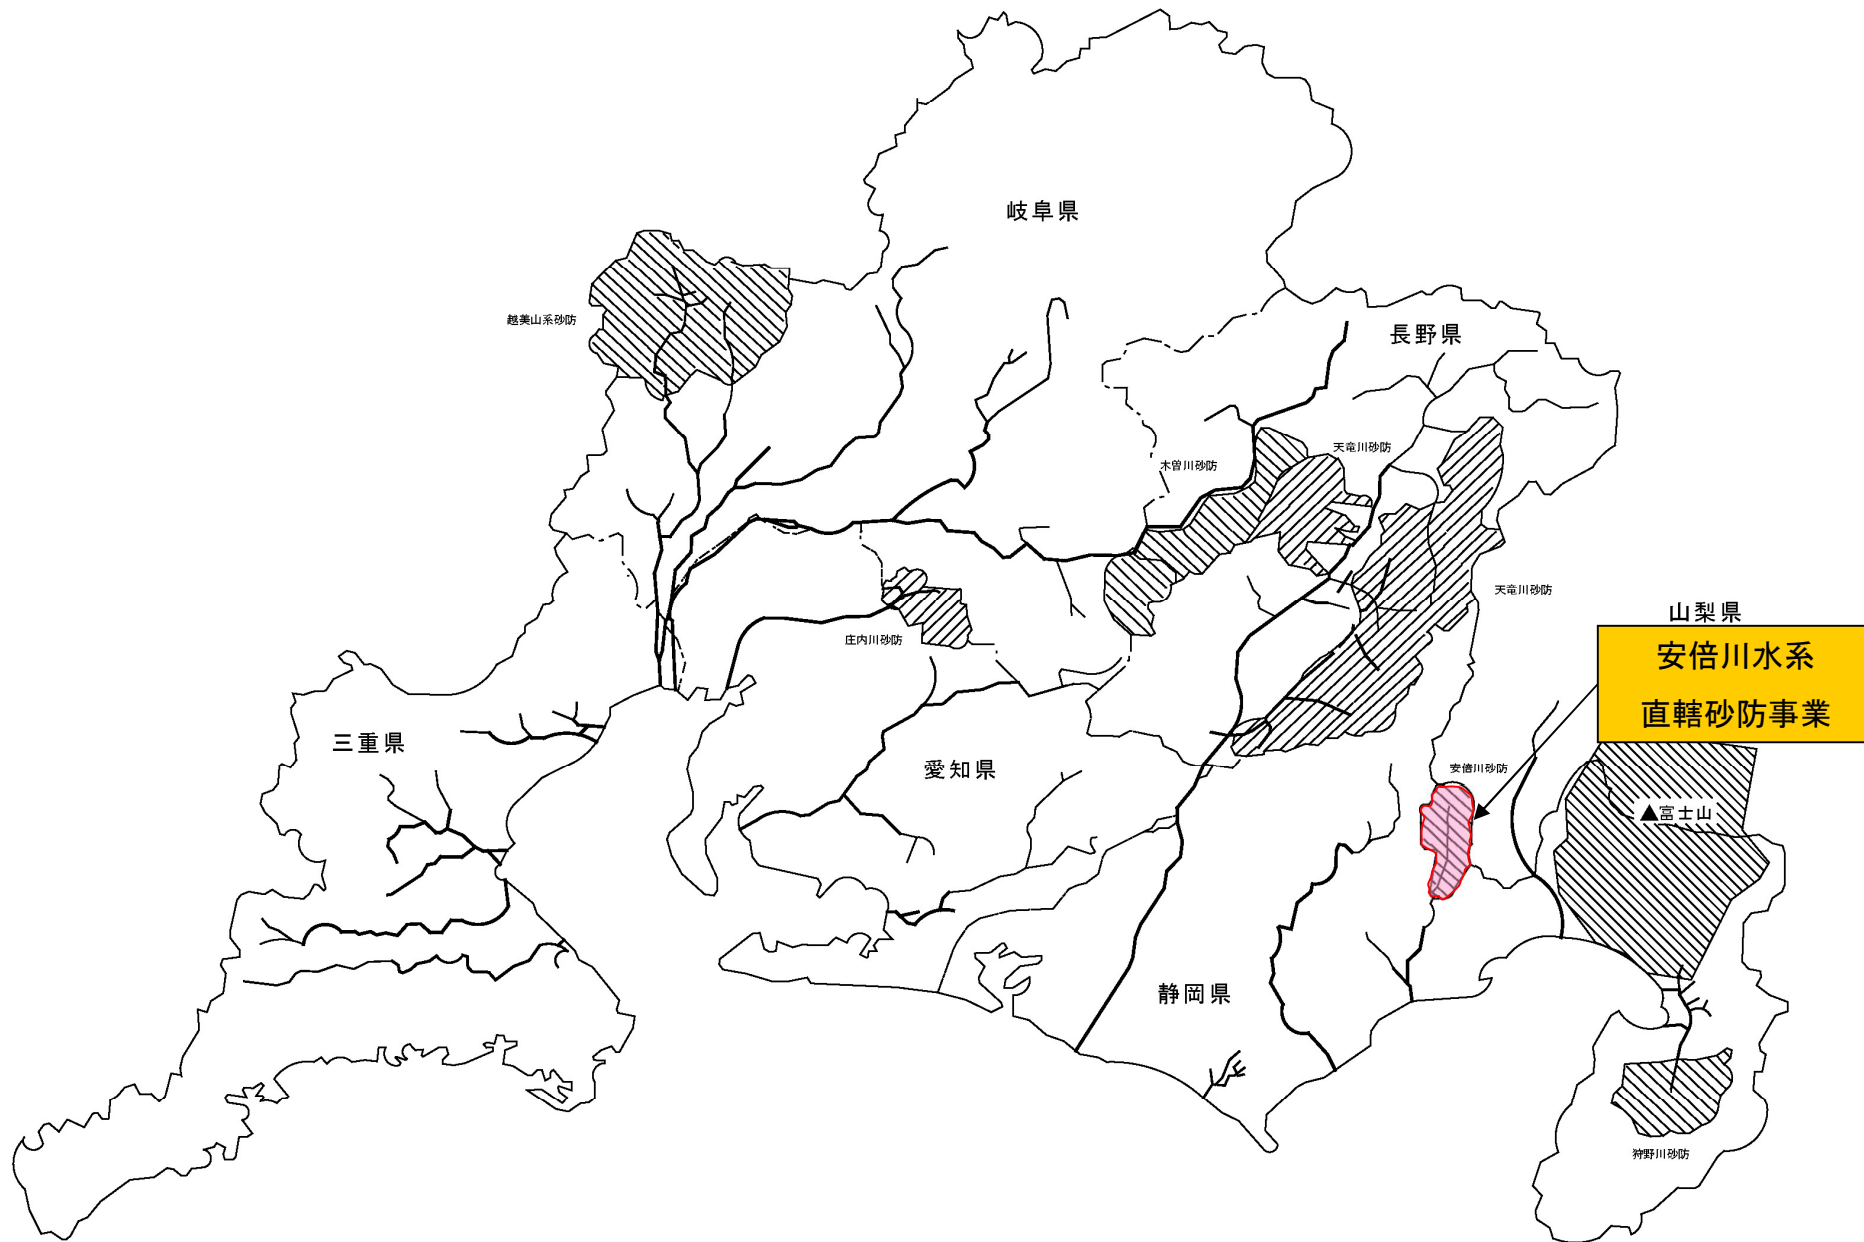 岐阜県
越美山系砂防
長野県
天竜川砂防
木曽川砂防
天竜川砂防
山梨県
庄内川砂防
安倍川水系
直轄砂防事業
三重県
愛知県
安倍川砂防
▲富士山
静岡県
狩野川砂防